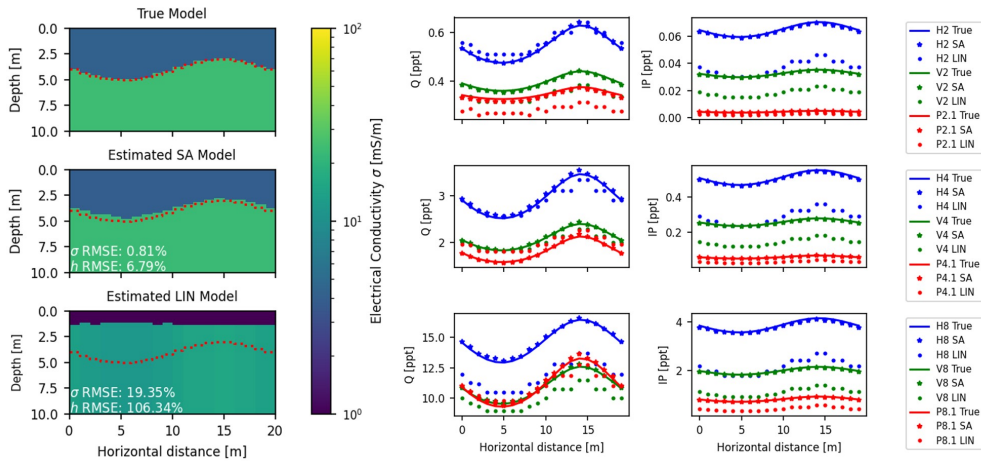 True Model
Depth [m]
0.0
2.5
5.0
7.5
10.0
Estimated SA Model
Depth [m]
0.0
2.5
5.0
7.5
10.0
σ RMSE: 0.81%
h RMSE: 6.79%
Estimated LIN Model
Depth [m]
0.0
2.5
5.0
7.5
10.0
σ RMSE: 19.35%
h RMSE: 106.34%
0 5 10 15 20
Horizontal distance [m]
10²
10¹
10⁰
Electrical Conductivity σ [mS/m]
Q [ppt]
0.6
0.4
Q [ppt]
3
2
Q [ppt]
15.0
12.5
10.0
0 5 10 15
Horizontal distance [m]
IP [ppt]
0.06
0.04
0.02
0.00
IP [ppt]
0.4
0.2
IP [ppt]
4
2
0
0 5 10 15
Horizontal distance [m]
H2 True
H2 SA
H2 LIN
V2 True
V2 SA
V2 LIN
P2.1 True
P2.1 SA
P2.1 LIN
H4 True
H4 SA
H4 LIN
V4 True
V4 SA
V4 LIN
P4.1 True
P4.1 SA
P4.1 LIN
H8 True
H8 SA
H8 LIN
V8 True
V8 SA
V8 LIN
P8.1 True
P8.1 SA
P8.1 LIN